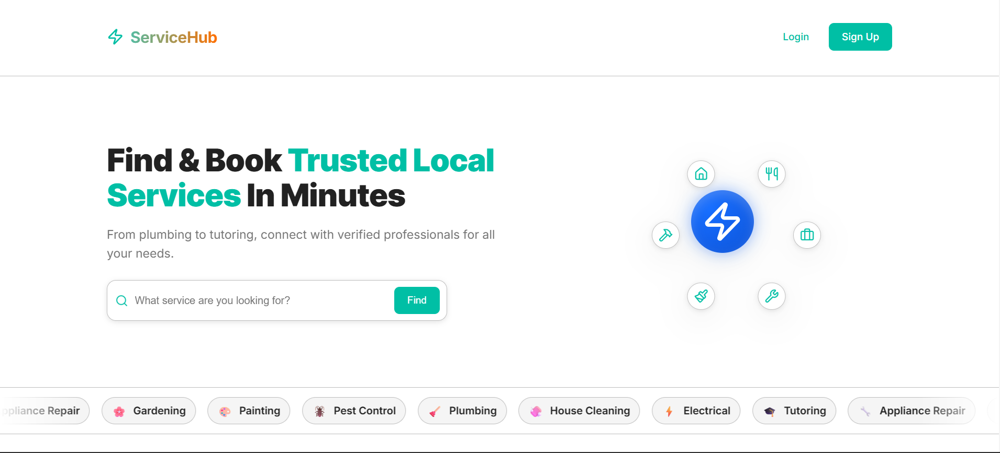 ServiceHub
Login
Sign Up
Find & Book Trusted Local
Services In Minutes
From plumbing to tutoring, connect with verified professionals for all
your needs.
What service are you looking for?
Find
ppliance Repair
Gardening
Painting
Pest Control
Plumbing
House Cleaning
Electrical
Tutoring
Appliance Repair